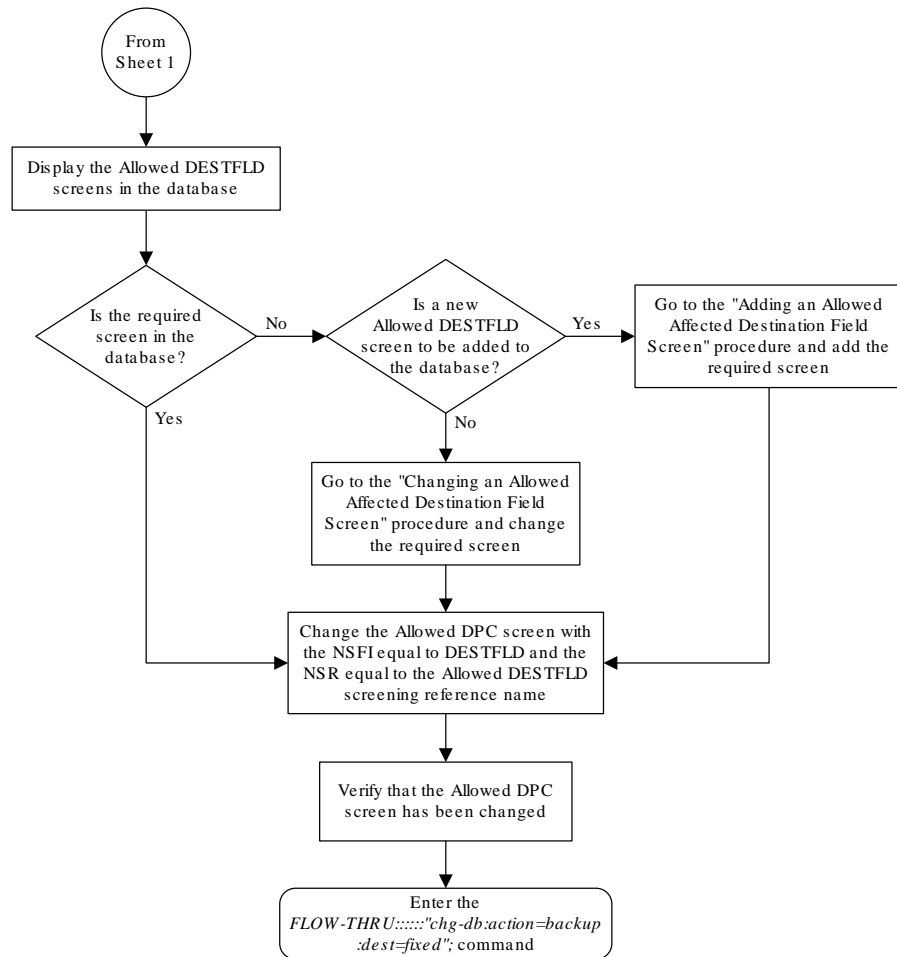 From
Sheet 1
Display the Allowed DESTFLD
screens in the database
Is the required
screen in the
database?
No
Yes
Is a new
Allowed DESTFLD
screen to be added to
the database?
Yes
No
Go to the "Adding an Allowed
Affected Destination Field
Screen" procedure and add the
required screen
Go to the "Changing an Allowed
Affected Destination Field
Screen" procedure and change
the required screen
Change the Allowed DPC screen with
the NSFI equal to DESTFLD and the
NSR equal to the Allowed DESTFLD
screening reference name
Verify that the Allowed DPC
screen has been changed
Enter the
FLOW-THRU::::::"chg-db:action=backup
:dest=fixed"; command